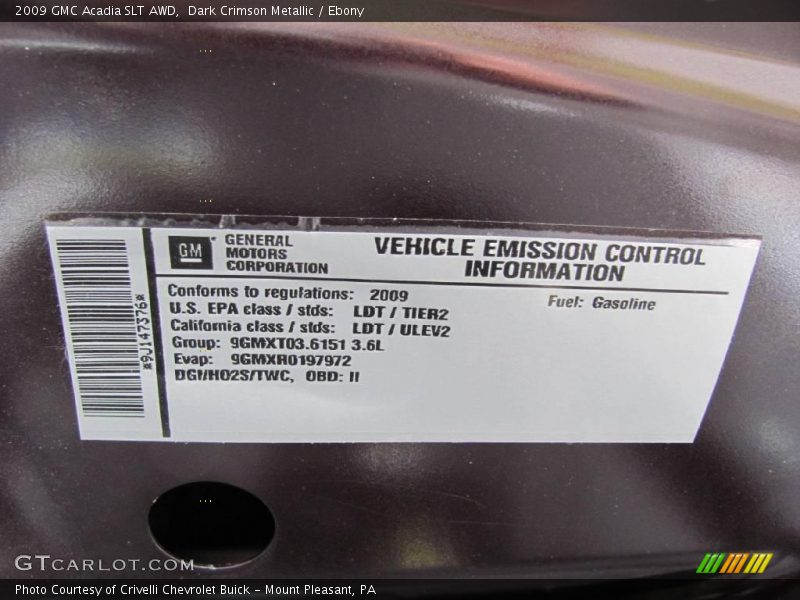 2009 GMC Acadia SLT AWD,  Dark Crimson Metallic / Ebony
GM
GENERAL
MOTORS
CORPORATION
VEHICLE EMISSION CONTROL
INFORMATION
Conforms to regulations: 2009
Fuel: Gasoline
U.S. EPA class / stds: LDT / TIER2
California class / stds: LDT / ULEV2
Group: 9GMXT03.6151 3.6L
Evap: 9GMXR0197972
DGI/HO2S/TWC, OBD: II
*9J147376*
GTCARLOT.COM
Photo Courtesy of Crivelli Chevrolet Buick - Mount Pleasant, PA